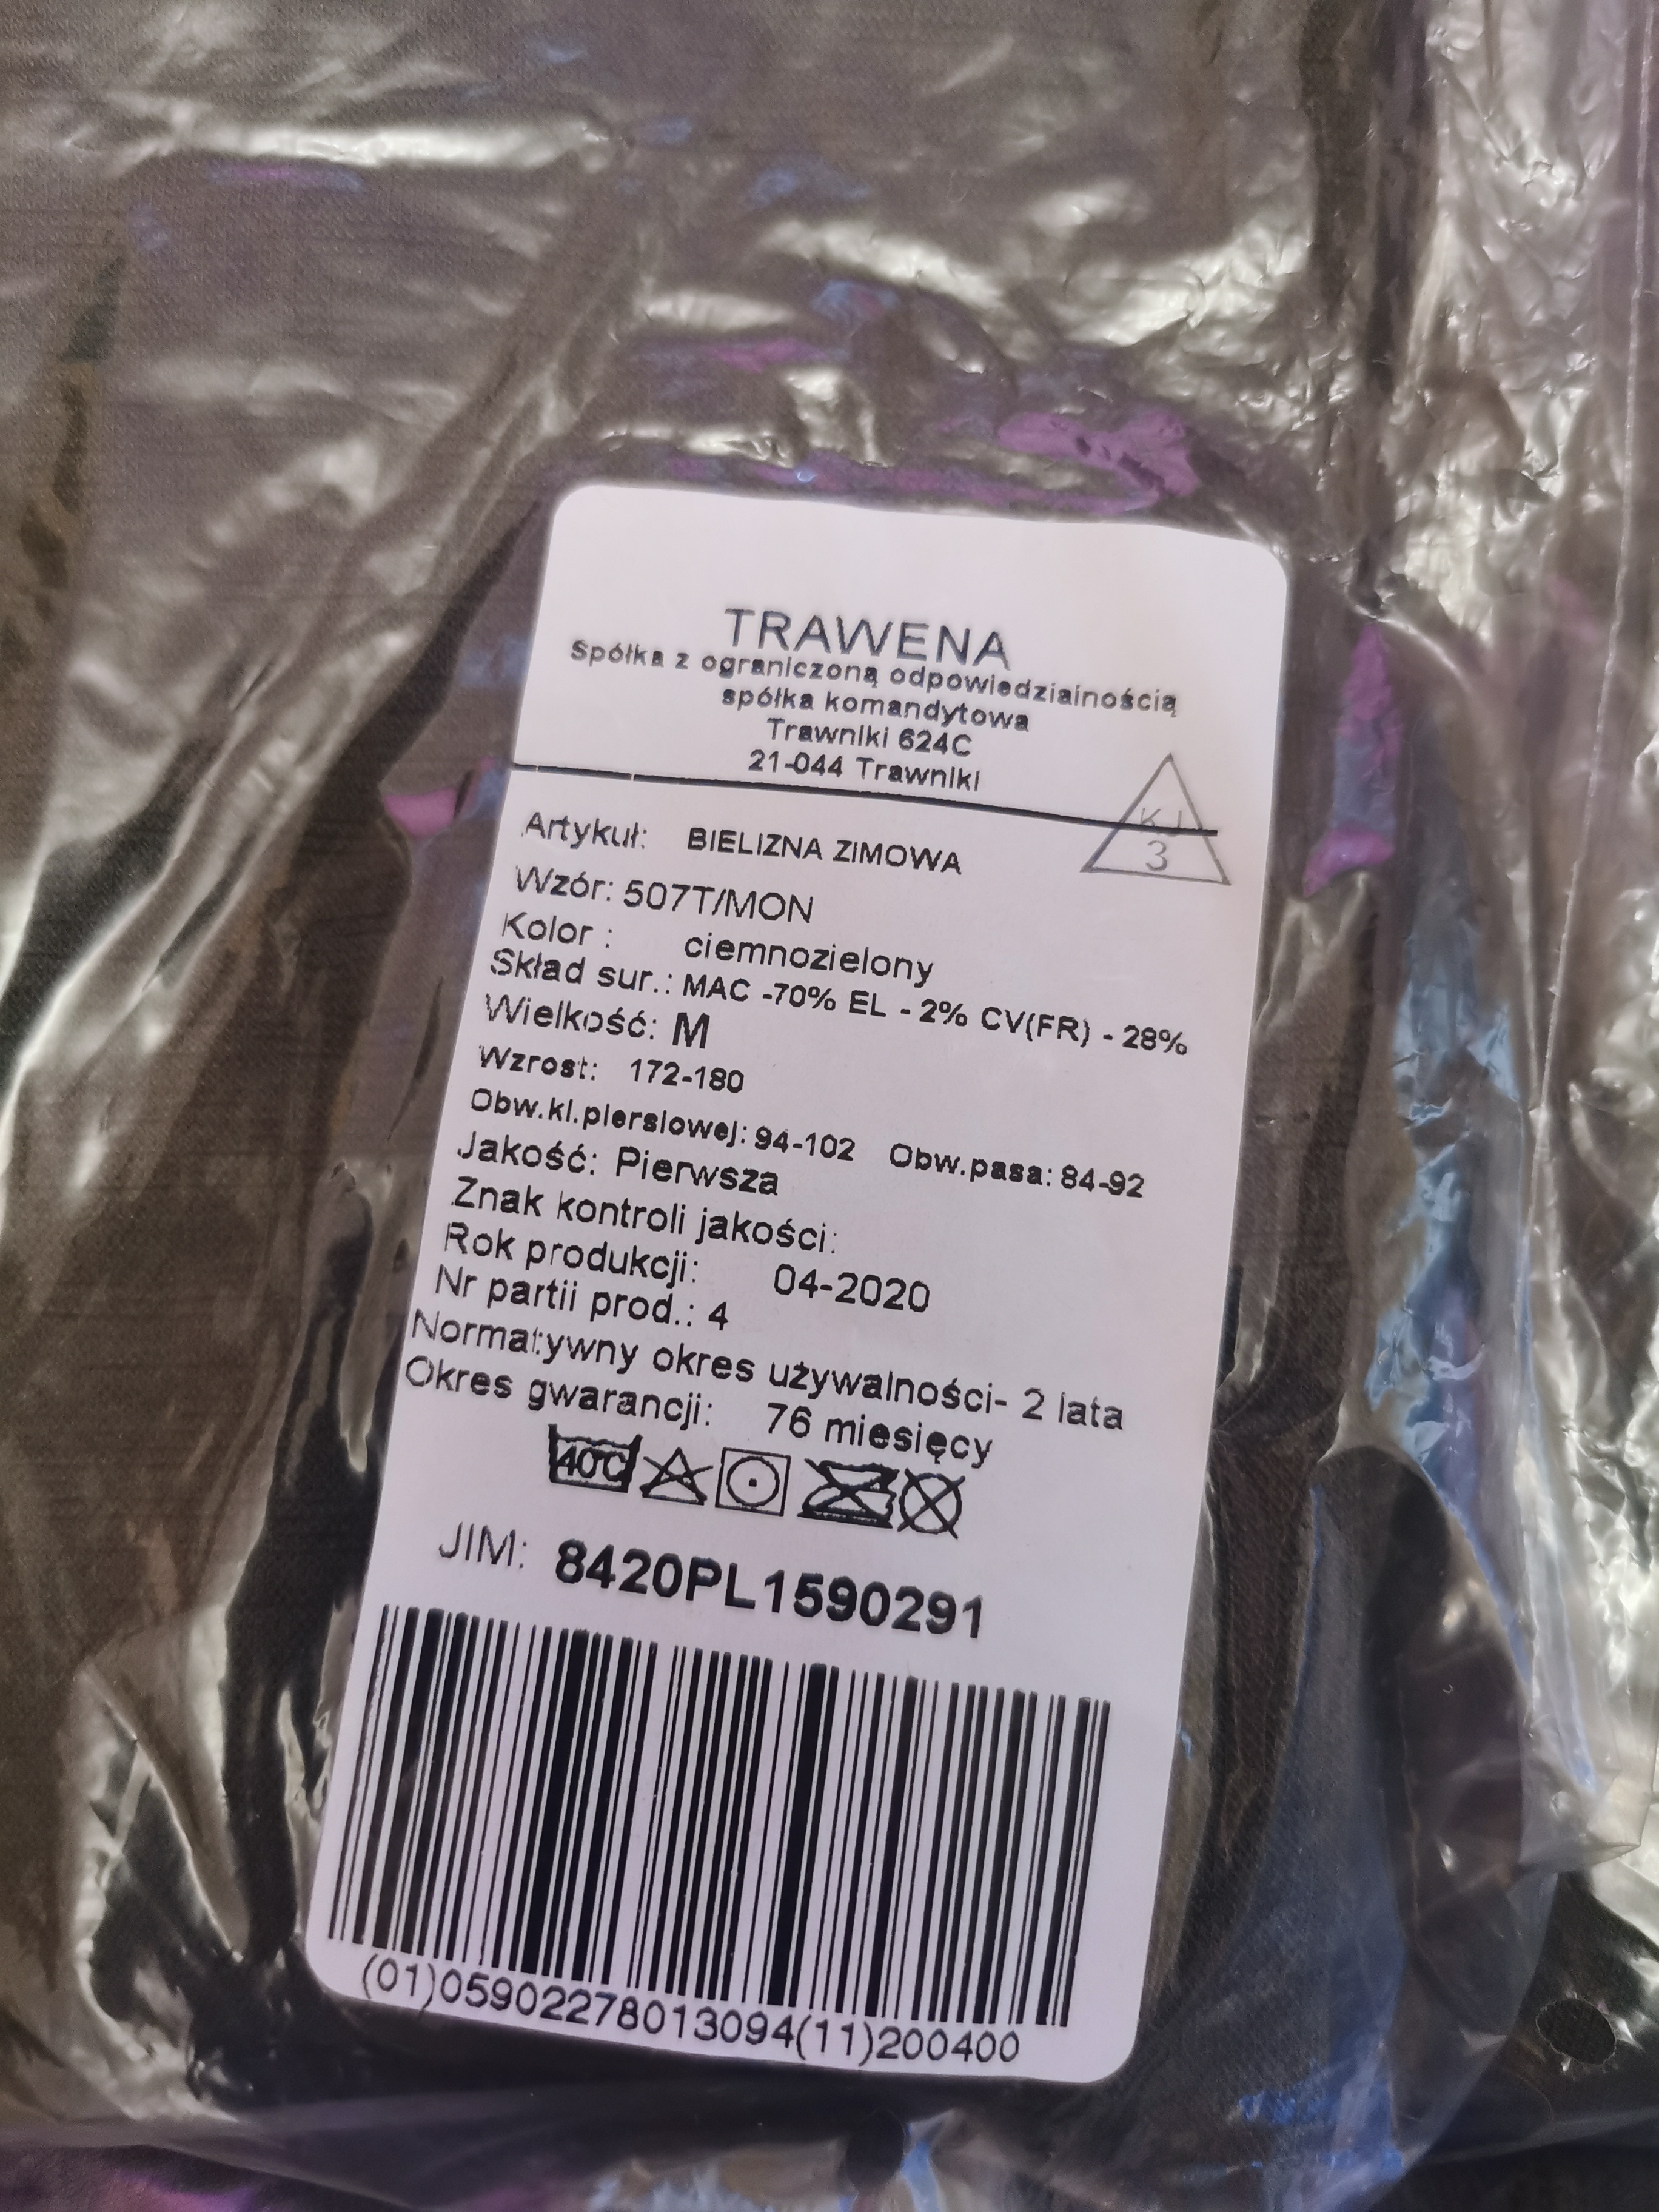 TRAWENA
Spółka z ograniczoną odpowiedzialnością
spółka komandytowa
Trawniki 624C
21-044 Trawniki
KJ
3
Artykuł: BIELIZNA ZIMOWA
Wzór: 507T/MON
Kolor : ciemnozielony
Skład sur.: MAC -70% EL - 2% CV(FR) - 28%
Wielkość: M
Wzrost: 172-180
Obw.kl.piersiowej: 94-102 Obw.pasa: 84-92
Jakość: Pierwsza
Znak kontroli jakości:
Rok produkcji: 04-2020
Nr partii prod.: 4
Normatywny okres używalności- 2 lata
Okres gwarancji: 76 miesięcy
40C
JIM: 8420PL1590291
(01)05902278013094(11)200400